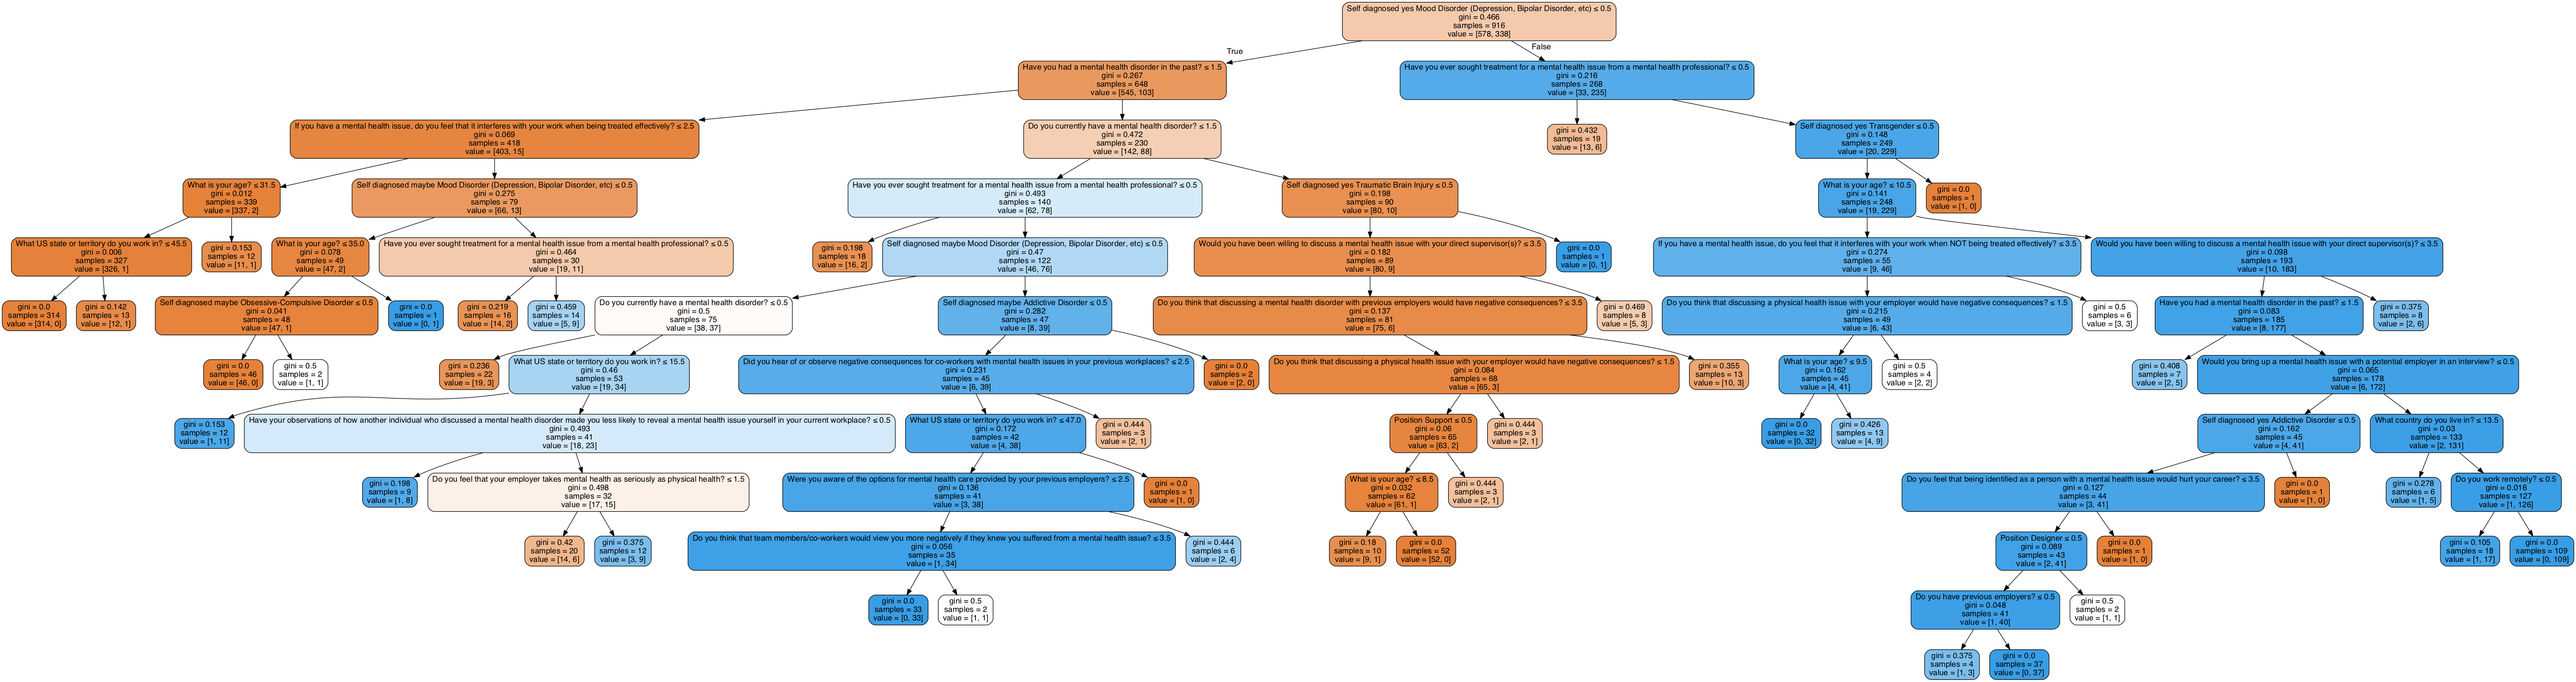 Self diagnosed yes Mood Disorder (Depression, Bipolar Disorder, etc) ≤ 0.5
gini = 0.466
samples = 916
value = [578, 338]
True
False
Have you had a mental health disorder in the past? ≤ 1.5
gini = 0.267
samples = 648
value = [545, 103]
Have you ever sought treatment for a mental health issue from a mental health professional? ≤ 0.5
gini = 0.216
samples = 268
value = [33, 235]
If you have a mental health issue, do you feel that it interferes with your work when being treated effectively? ≤ 2.5
gini = 0.069
samples = 418
value = [403, 15]
Do you currently have a mental health disorder? ≤ 1.5
gini = 0.472
samples = 230
value = [142, 88]
gini = 0.432
samples = 19
value = [13, 6]
Self diagnosed yes Transgender ≤ 0.5
gini = 0.148
samples = 249
value = [20, 229]
What is your age? ≤ 31.5
gini = 0.012
samples = 339
value = [337, 2]
Self diagnosed maybe Mood Disorder (Depression, Bipolar Disorder, etc) ≤ 0.5
gini = 0.275
samples = 79
value = [66, 13]
Have you ever sought treatment for a mental health issue from a mental health professional? ≤ 0.5
gini = 0.493
samples = 140
value = [62, 78]
Self diagnosed yes Traumatic Brain Injury ≤ 0.5
gini = 0.198
samples = 90
value = [80, 10]
What is your age? ≤ 10.5
gini = 0.141
samples = 248
value = [19, 229]
gini = 0.0
samples = 1
value = [1, 0]
What US state or territory do you work in? ≤ 45.5
gini = 0.006
samples = 327
value = [326, 1]
gini = 0.153
samples = 12
value = [11, 1]
What is your age? ≤ 35.0
gini = 0.078
samples = 49
value = [47, 2]
Have you ever sought treatment for a mental health issue from a mental health professional? ≤ 0.5
gini = 0.464
samples = 30
value = [19, 11]
gini = 0.198
samples = 18
value = [16, 2]
Self diagnosed maybe Mood Disorder (Depression, Bipolar Disorder, etc) ≤ 0.5
gini = 0.47
samples = 122
value = [46, 76]
Would you have been willing to discuss a mental health issue with your direct supervisor(s)? ≤ 3.5
gini = 0.182
samples = 89
value = [80, 9]
gini = 0.0
samples = 1
value = [0, 1]
If you have a mental health issue, do you feel that it interferes with your work when NOT being treated effectively? ≤ 3.5
gini = 0.274
samples = 55
value = [9, 46]
Would you have been willing to discuss a mental health issue with your direct supervisor(s)? ≤ 3.5
gini = 0.098
samples = 193
value = [10, 183]
gini = 0.0
samples = 314
value = [314, 0]
gini = 0.142
samples = 13
value = [12, 1]
Self diagnosed maybe Obsessive-Compulsive Disorder ≤ 0.5
gini = 0.041
samples = 48
value = [47, 1]
gini = 0.0
samples = 1
value = [0, 1]
gini = 0.219
samples = 16
value = [14, 2]
gini = 0.459
samples = 14
value = [5, 9]
Do you currently have a mental health disorder? ≤ 0.5
gini = 0.5
samples = 75
value = [38, 37]
Self diagnosed maybe Addictive Disorder ≤ 0.5
gini = 0.282
samples = 47
value = [8, 39]
Do you think that discussing a mental health disorder with previous employers would have negative consequences? ≤ 3.5
gini = 0.137
samples = 81
value = [75, 6]
gini = 0.469
samples = 8
value = [5, 3]
Do you think that discussing a physical health issue with your employer would have negative consequences? ≤ 1.5
gini = 0.215
samples = 49
value = [6, 43]
gini = 0.5
samples = 6
value = [3, 3]
Have you had a mental health disorder in the past? ≤ 1.5
gini = 0.083
samples = 185
value = [8, 177]
gini = 0.375
samples = 8
value = [2, 6]
gini = 0.0
samples = 46
value = [46, 0]
gini = 0.5
samples = 2
value = [1, 1]
gini = 0.236
samples = 22
value = [19, 3]
What US state or territory do you work in? ≤ 15.5
gini = 0.46
samples = 53
value = [19, 34]
Did you hear of or observe negative consequences for co-workers with mental health issues in your previous workplaces? ≤ 2.5
gini = 0.231
samples = 45
value = [6, 39]
gini = 0.0
samples = 2
value = [2, 0]
Do you think that discussing a physical health issue with your employer would have negative consequences? ≤ 1.5
gini = 0.084
samples = 68
value = [65, 3]
gini = 0.355
samples = 13
value = [10, 3]
What is your age? ≤ 9.5
gini = 0.162
samples = 45
value = [4, 41]
gini = 0.5
samples = 4
value = [2, 2]
gini = 0.408
samples = 7
value = [2, 5]
Would you bring up a mental health issue with a potential employer in an interview? ≤ 0.5
gini = 0.065
samples = 178
value = [6, 172]
gini = 0.153
samples = 12
value = [1, 11]
Have your observations of how another individual who discussed a mental health disorder made you less likely to reveal a mental health issue yourself in your current workplace? ≤ 0.5
gini = 0.493
samples = 41
value = [18, 23]
What US state or territory do you work in? ≤ 47.0
gini = 0.172
samples = 42
value = [4, 38]
gini = 0.444
samples = 3
value = [2, 1]
Position Support ≤ 0.5
gini = 0.06
samples = 65
value = [63, 2]
gini = 0.444
samples = 3
value = [2, 1]
gini = 0.0
samples = 32
value = [0, 32]
gini = 0.426
samples = 13
value = [4, 9]
Self diagnosed yes Addictive Disorder ≤ 0.5
gini = 0.162
samples = 45
value = [4, 41]
What country do you live in? ≤ 13.5
gini = 0.03
samples = 133
value = [2, 131]
gini = 0.198
samples = 9
value = [1, 8]
Do you feel that your employer takes mental health as seriously as physical health? ≤ 1.5
gini = 0.498
samples = 32
value = [17, 15]
Were you aware of the options for mental health care provided by your previous employers? ≤ 2.5
gini = 0.136
samples = 41
value = [3, 38]
gini = 0.0
samples = 1
value = [1, 0]
What is your age? ≤ 8.5
gini = 0.032
samples = 62
value = [61, 1]
gini = 0.444
samples = 3
value = [2, 1]
Do you feel that being identified as a person with a mental health issue would hurt your career? ≤ 3.5
gini = 0.127
samples = 44
value = [3, 41]
gini = 0.0
samples = 1
value = [1, 0]
gini = 0.278
samples = 6
value = [1, 5]
Do you work remotely? ≤ 0.5
gini = 0.016
samples = 127
value = [1, 126]
gini = 0.42
samples = 20
value = [14, 6]
gini = 0.375
samples = 12
value = [3, 9]
Do you think that team members/co-workers would view you more negatively if they knew you suffered from a mental health issue? ≤ 3.5
gini = 0.056
samples = 35
value = [1, 34]
gini = 0.444
samples = 6
value = [2, 4]
gini = 0.18
samples = 10
value = [9, 1]
gini = 0.0
samples = 52
value = [52, 0]
Position Designer ≤ 0.5
gini = 0.089
samples = 43
value = [2, 41]
gini = 0.0
samples = 1
value = [1, 0]
gini = 0.105
samples = 18
value = [1, 17]
gini = 0.0
samples = 109
value = [0, 109]
gini = 0.0
samples = 33
value = [0, 33]
gini = 0.5
samples = 2
value = [1, 1]
Do you have previous employers? ≤ 0.5
gini = 0.048
samples = 41
value = [1, 40]
gini = 0.5
samples = 2
value = [1, 1]
gini = 0.375
samples = 4
value = [1, 3]
gini = 0.0
samples = 37
value = [0, 37]